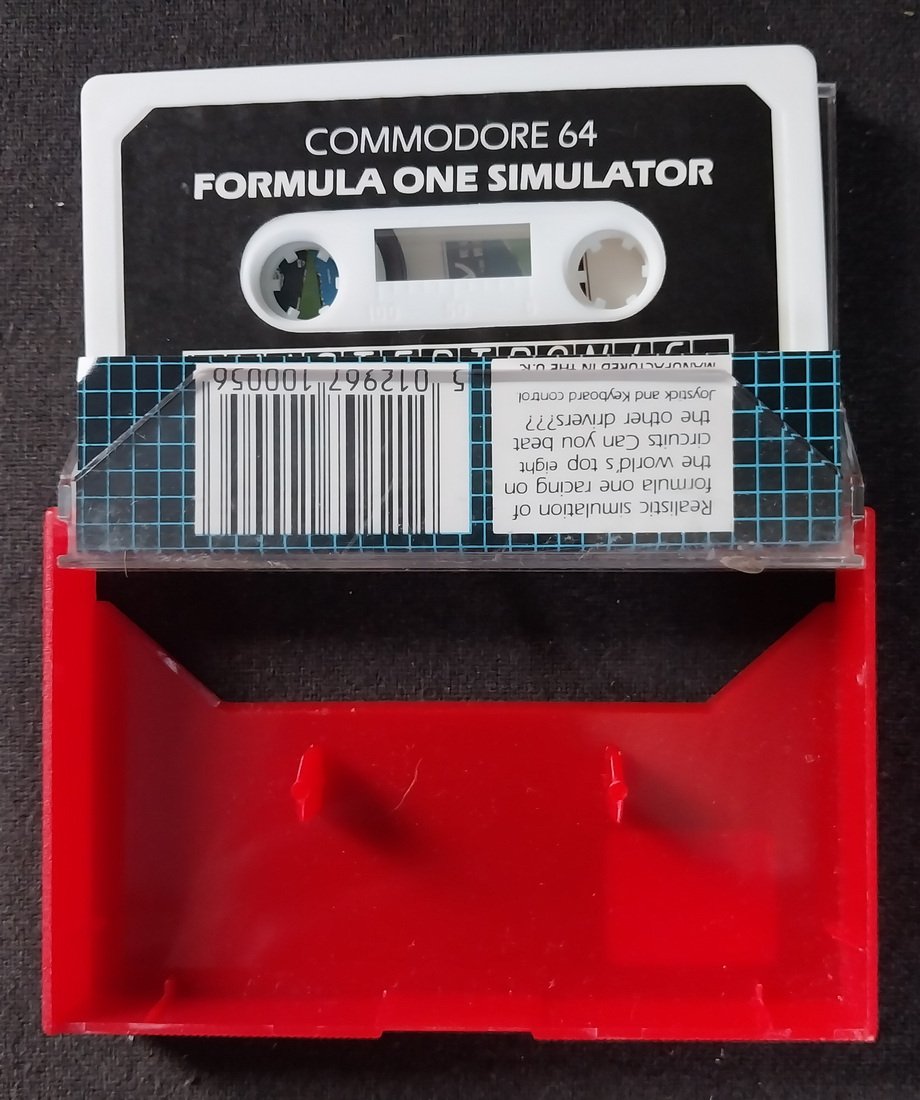 COMMODORE 64
FORMULA ONE SIMULATOR
5 012967 100056
Realistic simulation of
formula one racing on
the world's top eight
circuits Can you beat
the other drivers???
Joystick and Keyboard control
MANUFACTURED IN THE U.K.